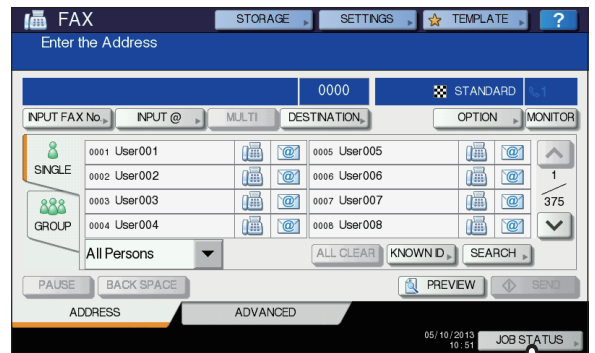 FAX STORAGE SETTINGS TEMPLATE ?
Enter the Address
0000 STANDARD 1
INPUT FAX No. INPUT @ MULTI DESTINATION OPTION MONITOR
SINGLE
GROUP
0001 User001 @ 0005 User005 @
0002 User002 @ 0006 User006 @
0003 User003 @ 0007 User007 @
0004 User004 @ 0008 User008 @
1
375
All Persons ALL CLEAR KNOWN ID SEARCH
PAUSE BACK SPACE PREVIEW SEND
ADDRESS ADVANCED
05/10/2013
10:51
JOB STATUS